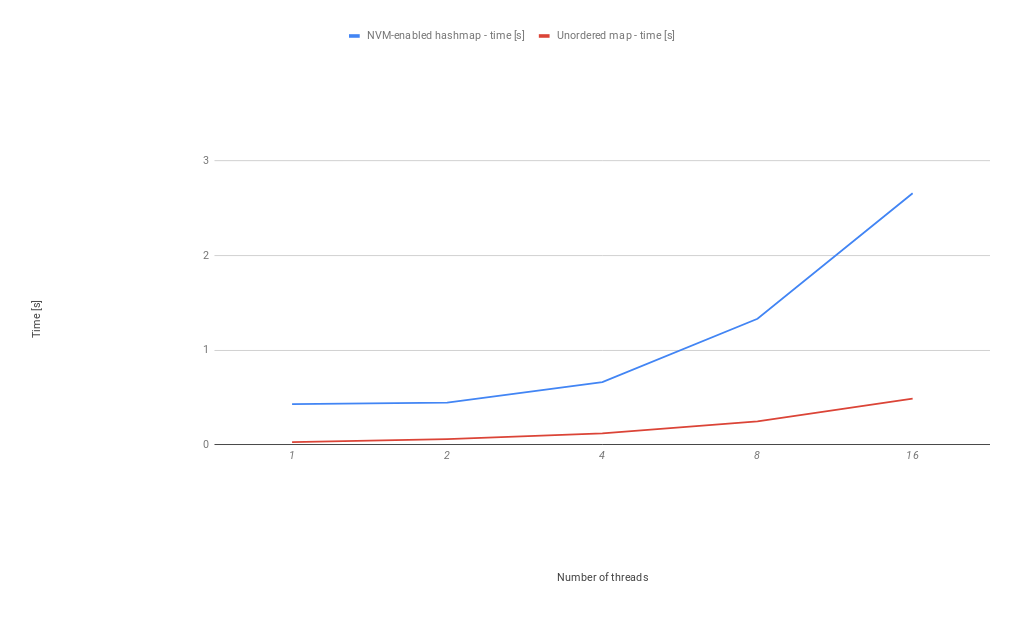 NVM-enabled hashmap - time [s] Unordered map - time [s]
3
2
1
0
Time [s]
1 2 4 8 16
Number of threads